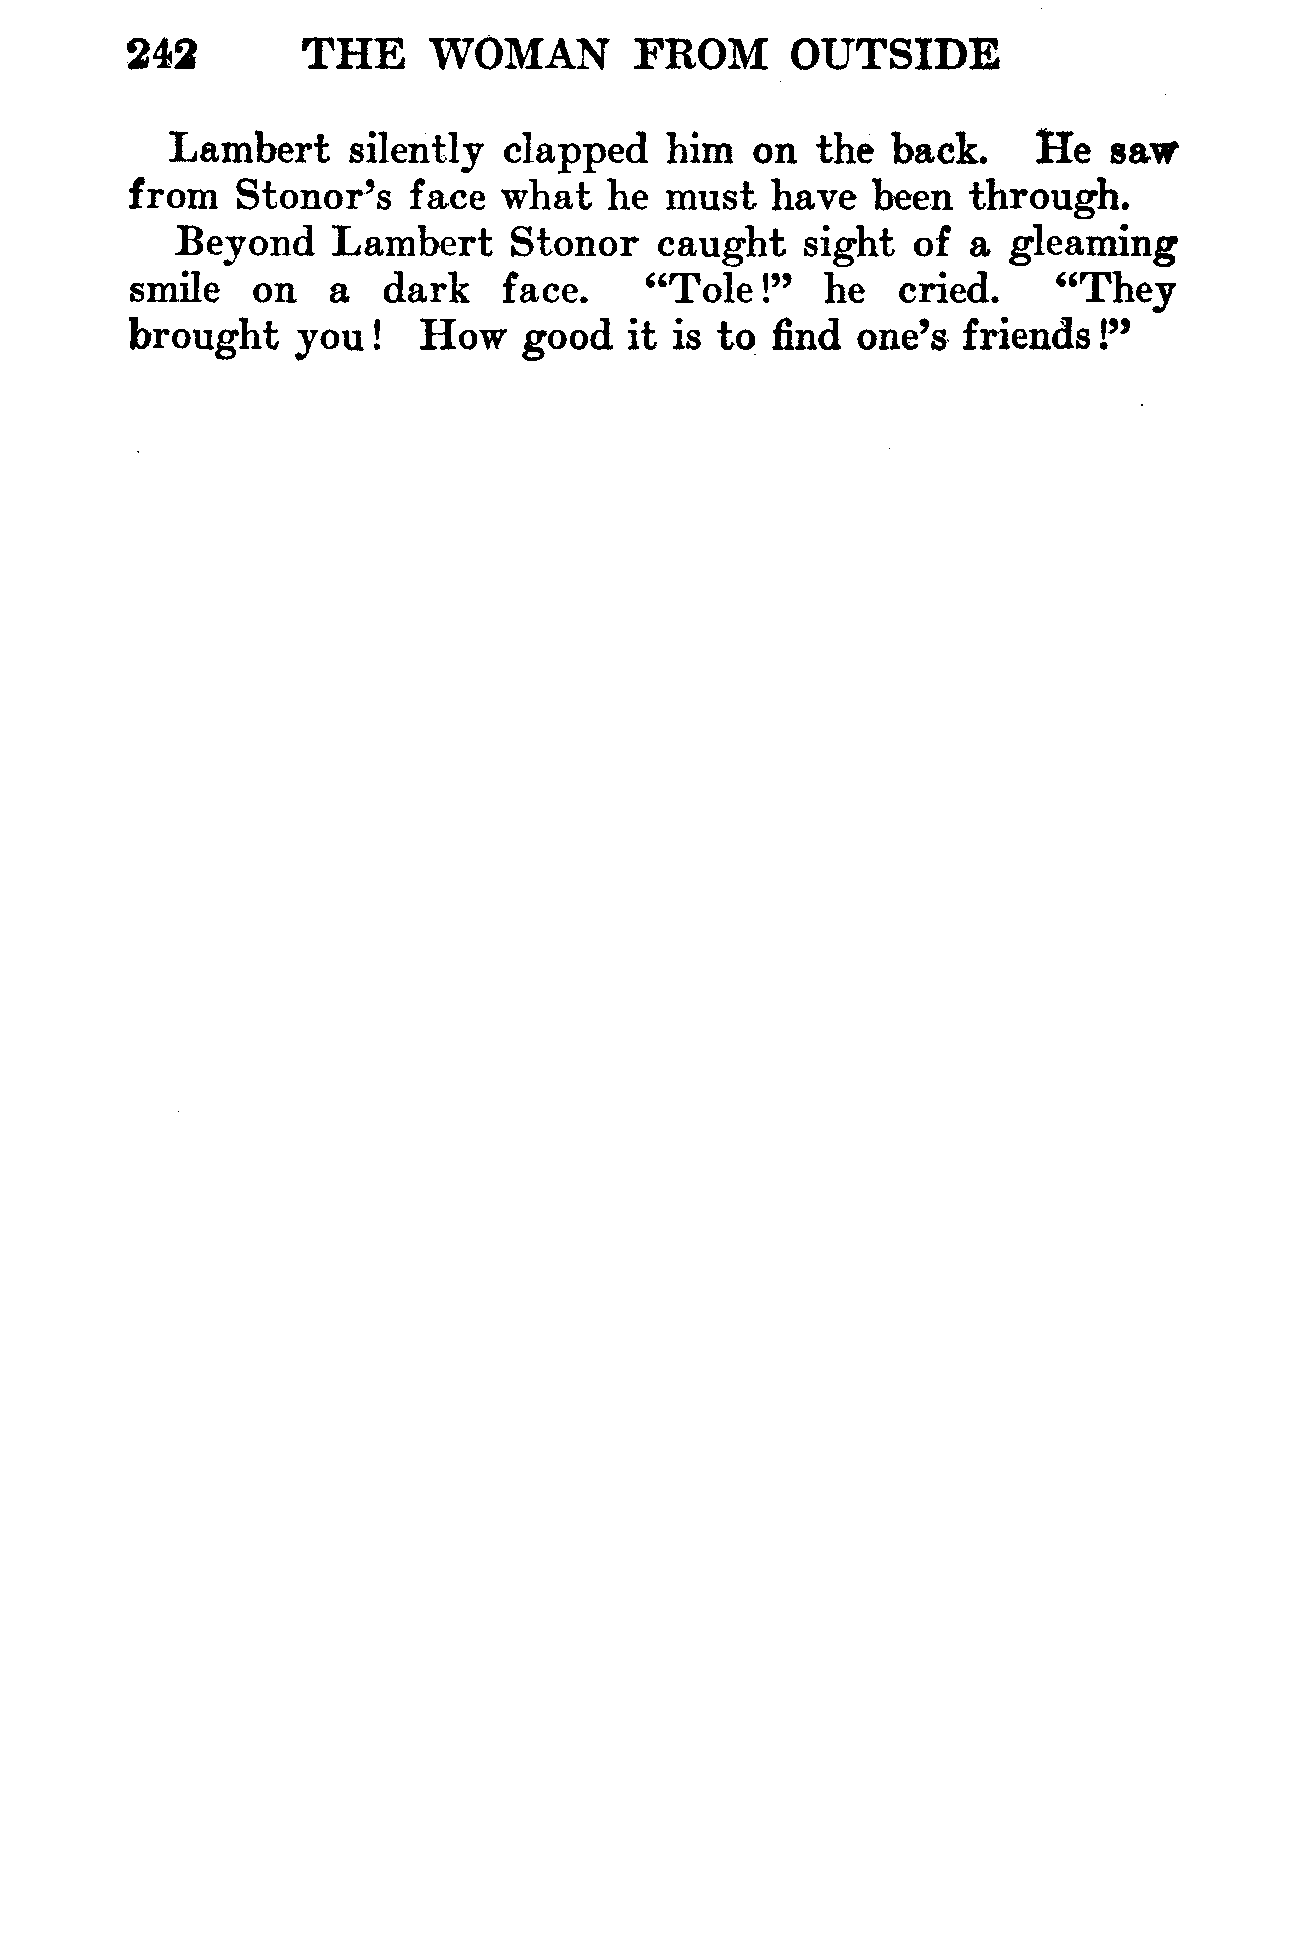 242 THE WOMAN FROM OUTSIDE
Lambert silently clapped him on the back. He saw
from Stonor's face what he must have been through.
Beyond Lambert Stonor caught sight of a gleaming
smile on a dark face. "Tole!" he cried. "They
brought you! How good it is to find one's friends!"